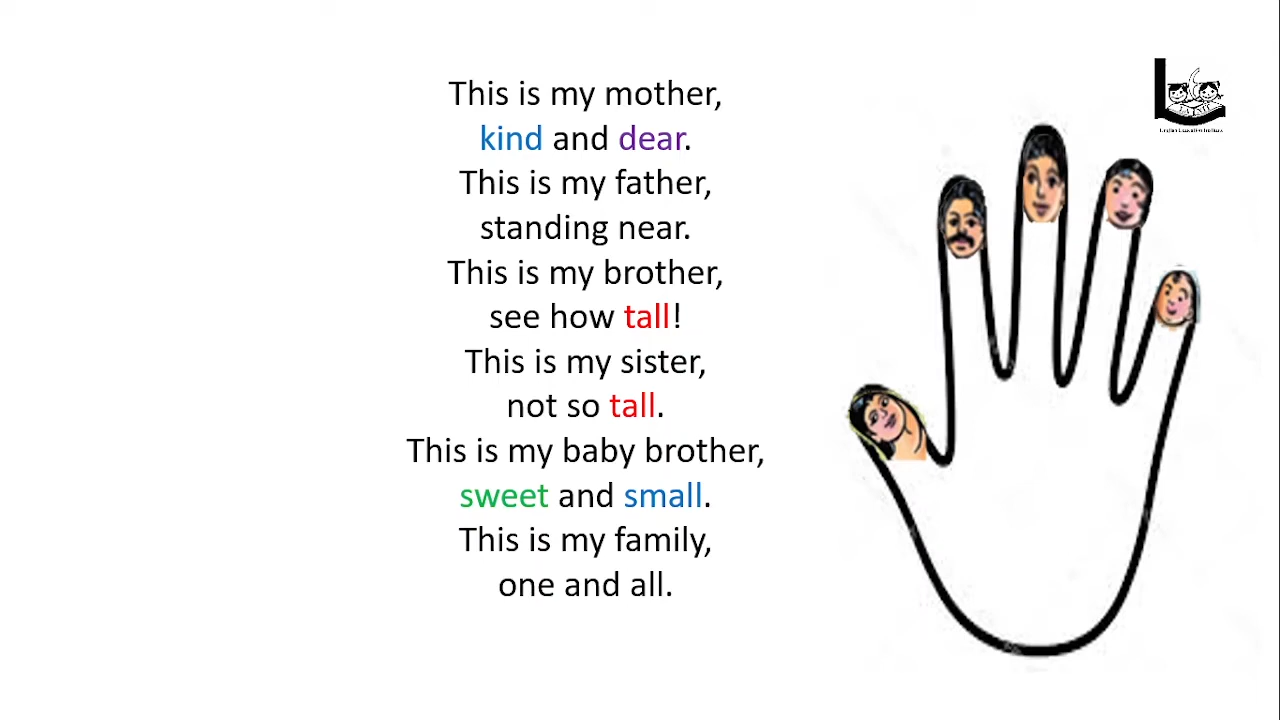 This is my mother,
kind and dear.
This is my father,
standing near.
This is my brother,
see how tall!
This is my sister,
not so tall.
This is my baby brother,
sweet and small.
This is my family,
one and all.